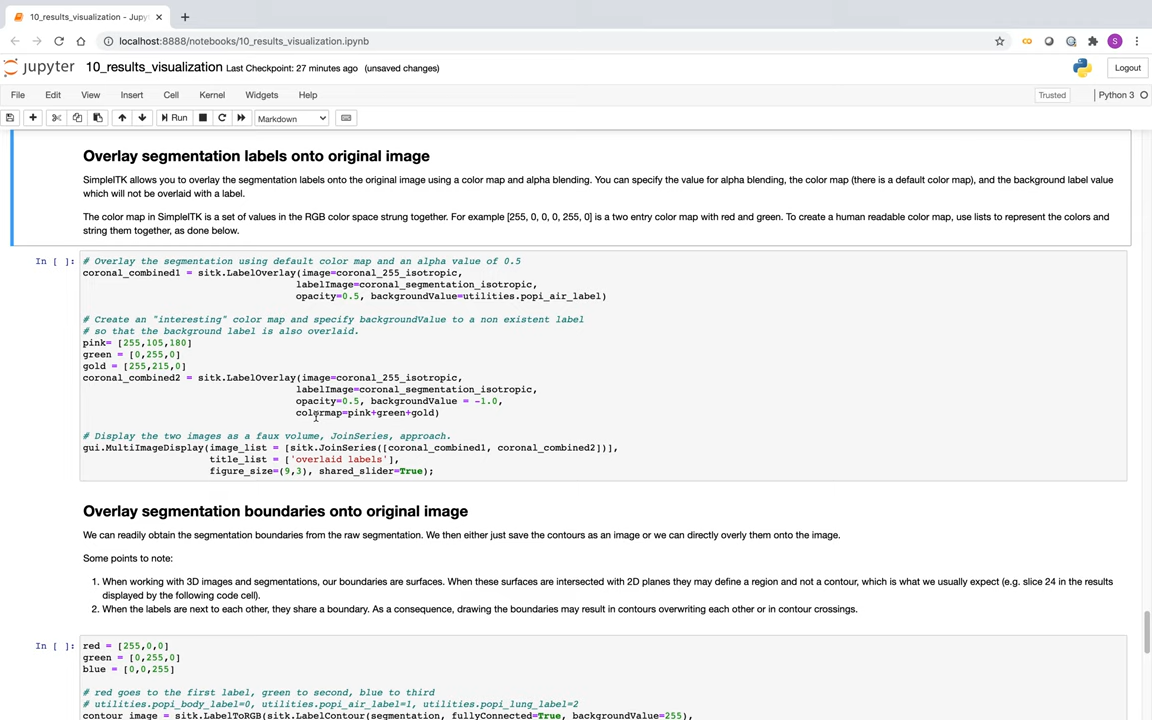 10_results_visualization - Jupy
localhost:8888/notebooks/10_results_visualization.ipynb
S
jupyter 10_results_visualization Last Checkpoint: 27 minutes ago (unsaved changes)
Logout
File Edit View Insert Cell Kernel Widgets Help
Trusted Python 3
Run Markdown
Overlay segmentation labels onto original image
SimpleITK allows you to overlay the segmentation labels onto the original image using a color map and alpha blending. You can specify the value for alpha blending, the color map (there is a default color map), and the background label value
which will not be overlaid with a label.
The color map in SimpleITK is a set of values in the RGB color space strung together. For example [255, 0, 0, 0, 255, 0] is a two entry color map with red and green. To create a human readable color map, use lists to represent the colors and
string them together, as done below.
In [ ]: # Overlay the segmentation using default color map and an alpha value of 0.5
coronal_combined1 = sitk.LabelOverlay(image=coronal_255_isotropic,
labelImage=coronal_segmentation_isotropic,
opacity=0.5, backgroundValue=utilities.popi_air_label)
# Create an "interesting" color map and specify backgroundValue to a non existent label
# so that the background label is also overlaid.
pink= [255,105,180]
green = [0,255,0]
gold = [255,215,0]
coronal_combined2 = sitk.LabelOverlay(image=coronal_255_isotropic,
labelImage=coronal_segmentation_isotropic,
opacity=0.5, backgroundValue = -1.0,
colormap=pink+green+gold)
# Display the two images as a faux volume, JoinSeries, approach.
gui.MultiImageDisplay(image_list = [sitk.JoinSeries([coronal_combined1, coronal_combined2])],
title_list = ['overlaid labels'],
figure_size=(9,3), shared_slider=True);
Overlay segmentation boundaries onto original image
We can readily obtain the segmentation boundaries from the raw segmentation. We then either just save the contours as an image or we can directly overly them onto the image.
Some points to note:
1. When working with 3D images and segmentations, our boundaries are surfaces. When these surfaces are intersected with 2D planes they may define a region and not a contour, which is what we usually expect (e.g. slice 24 in the results
displayed by the following code cell).
2. When the labels are next to each other, they share a boundary. As a consequence, drawing the boundaries may result in contours overwriting each other or in contour crossings.
In [ ]: red = [255,0,0]
green = [0,255,0]
blue = [0,0,255]
# red goes to the first label, green to second, blue to third
# utilities.popi_body_label=0, utilities.popi_air_label=1, utilities.popi_lung_label=2
contour_image = sitk.LabelToRGB(sitk.LabelContour(segmentation, fullyConnected=True, backgroundValue=255),